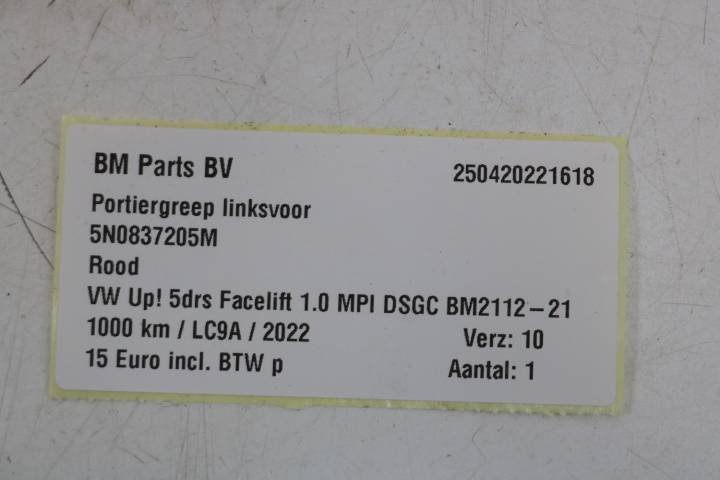 BM Parts BV 250420221618
Portiergreep linksvoor
5N0837205M
Rood
VW Up! 5drs Facelift 1.0 MPI DSGC BM2112-21
1000 km / LC9A / 2022 Verz: 10
15 Euro incl. BTW p Aantal: 1